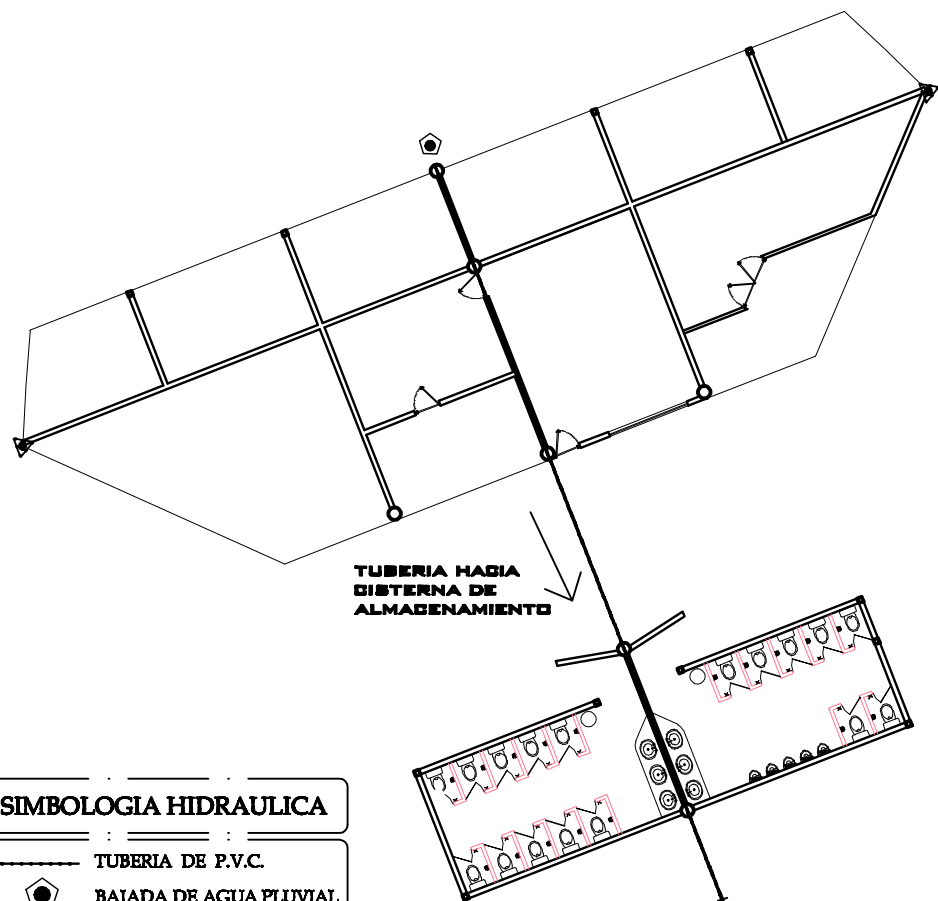 TUBERIA HACIA
CISTERNA DE
ALMACENAMIENTO
SIMBOLOGIA HIDRAULICA
TUBERIA DE P.V.C.
BAJADA DE AGUA PLUVIAL